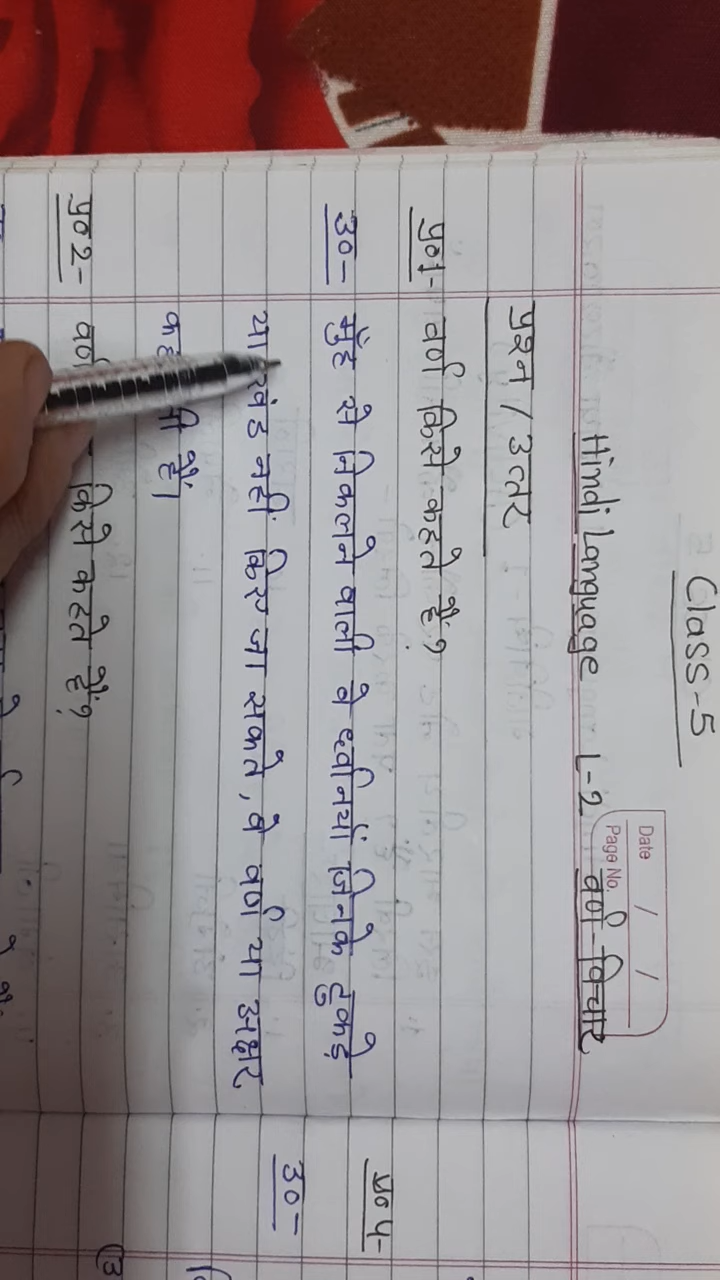 Class-5
Date / /
Page No.
Hindi Language L-2 वर्ण-विचार
प्रश्न / उत्तर
प्र०1- वर्ण किसे कहते हैं?
उ०- मुँह से निकलने वाली वे ध्वनियाँ जिनके टुकड़े
या खंड नहीं किए जा सकते, वे वर्ण या अक्षर
हैं।
प्र०2- किसे कहते हैं?
प्र०4-
उ०-
(3